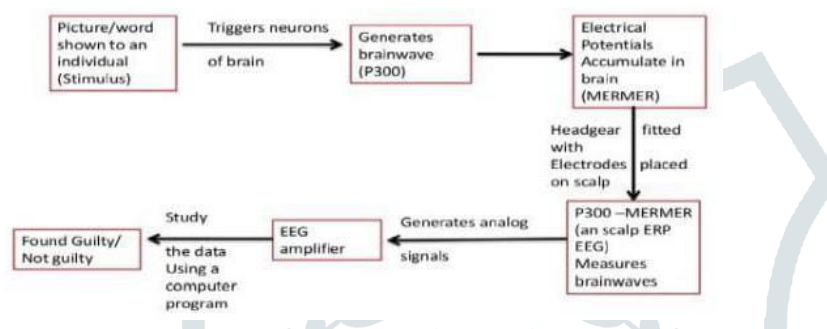 Picture/word
shown to an
individual
(Stimulus)
Triggers neurons
of brain
Generates
brainwave
(P300)
Electrical
Potentials
Accumulate in
brain
(MERMER)
Headgear fitted
with
Electrodes placed
on scalp
P300 –MERMER
(an scalp ERP
EEG)
Measures
brainwaves
Generates analog
signals
EEG
amplifier
Study
the data
Using a
computer
program
Found Guilty/
Not guilty